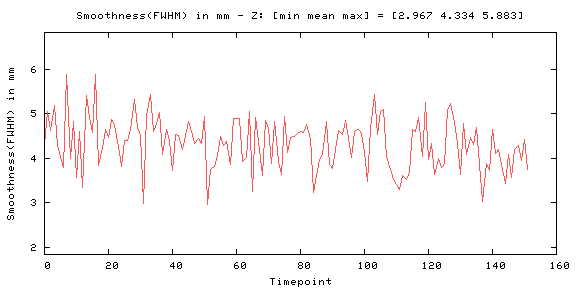 Smoothness(FWHM) in mm - Z: [min mean max] = [2.967 4.334 5.883]
6
5
4
3
2
Smoothness(FWHM) in mm
0 20 40 60 80 100 120 140 160
Timepoint